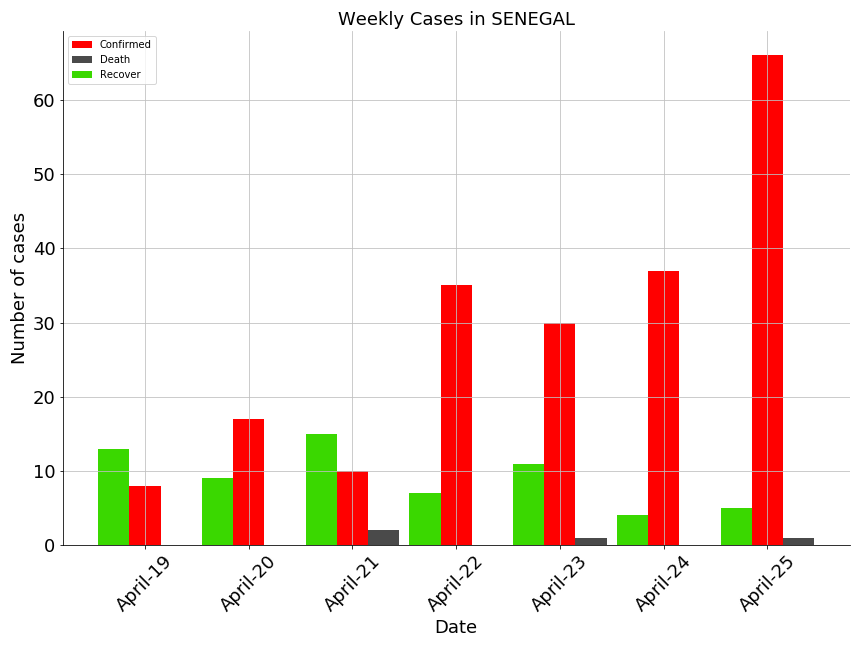 Weekly Cases in SENEGAL
Confirmed
Death
Recover
Number of cases
60
50
40
30
20
10
0
April-19
April-20
April-21
April-22
April-23
April-24
April-25
Date